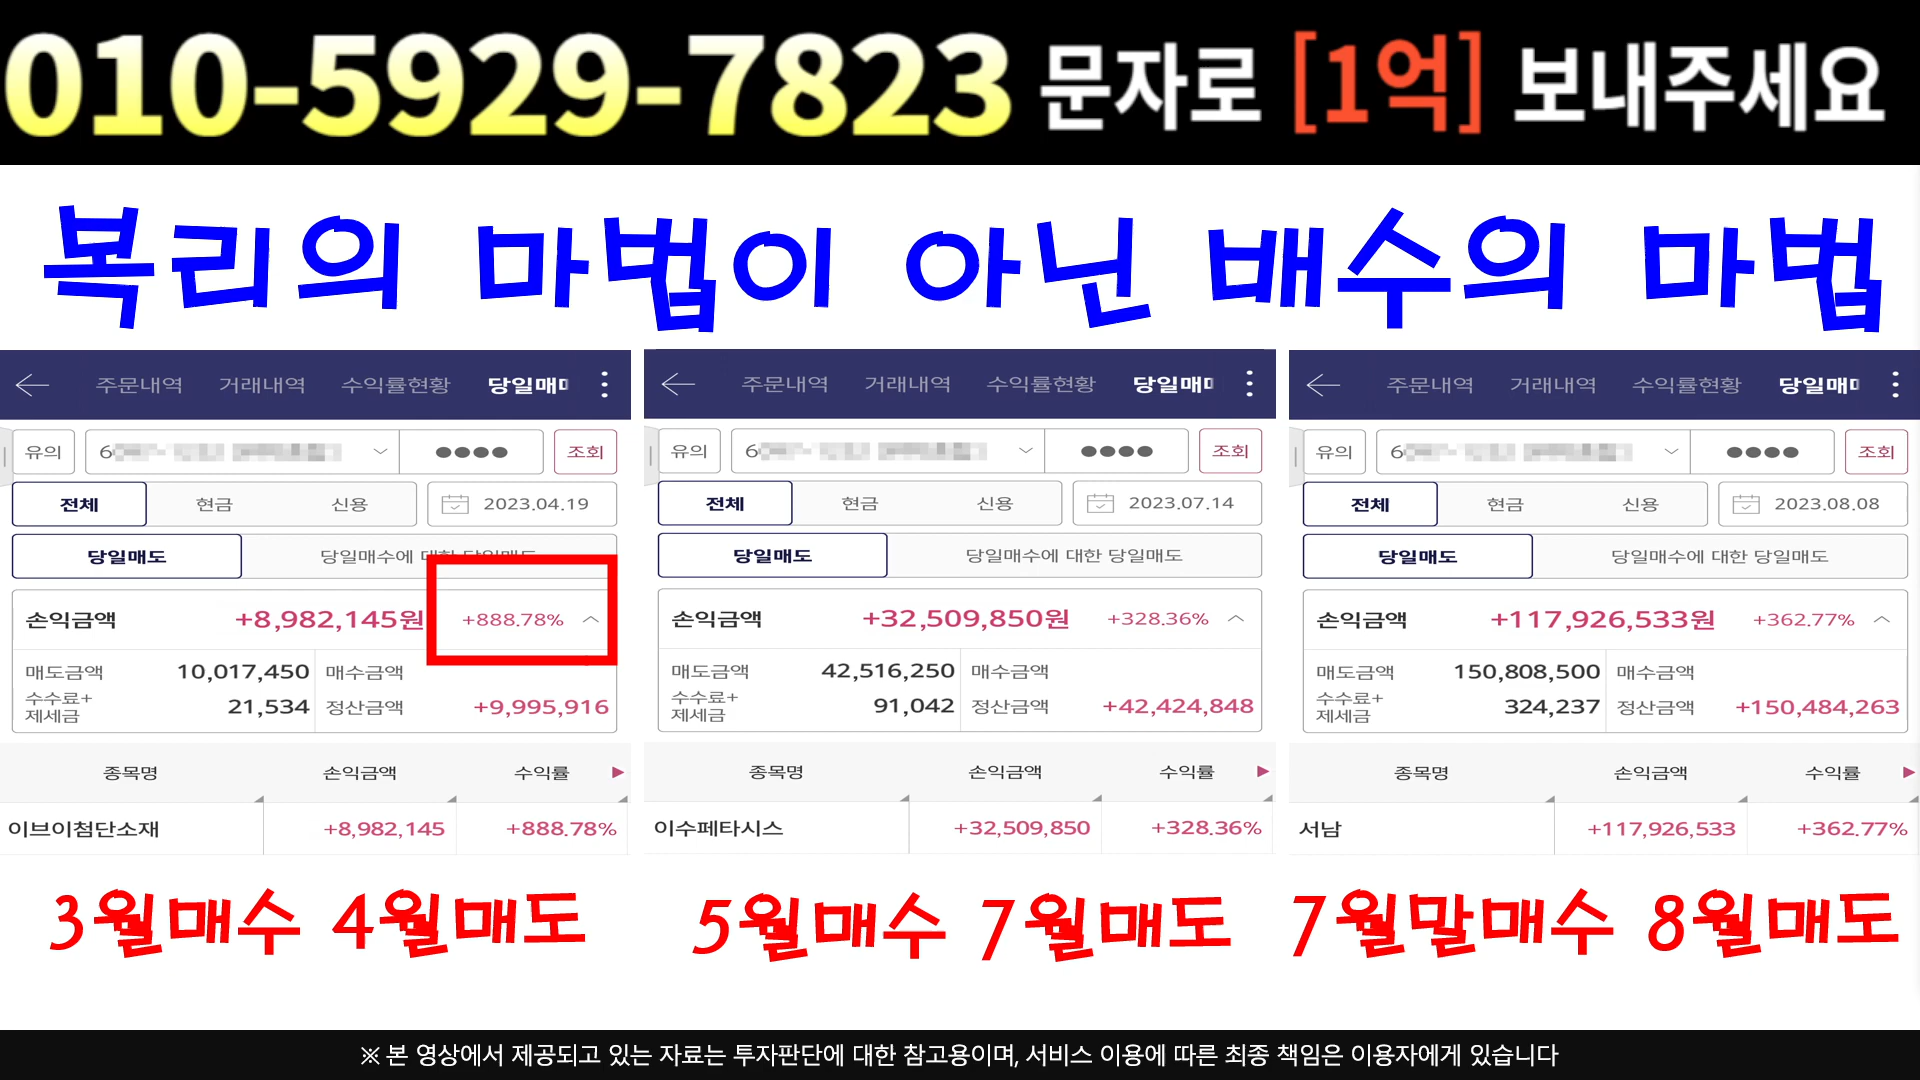 010-5929-7823 문자로 [1억] 보내주세요
복리의 마법이 아닌 배수의 마법
주문내역 거래내역 수익률현황 당일매매
유의 6 ●●●● 조회
전체 현금 신용 2023.04.19
당일매도 당일매수에 대한 당일매도
손익금액 +8,982,145원 +888.78%
매도금액 10,017,450 매수금액
수수료+
제세금 21,534 정산금액 +9,995,916
종목명 손익금액 수익률
이브이첨단소재 +8,982,145 +888.78%
3월매수 4월매도
주문내역 거래내역 수익률현황 당일매매
유의 6 ●●●● 조회
전체 현금 신용 2023.07.14
당일매도 당일매수에 대한 당일매도
손익금액 +32,509,850원 +328.36%
매도금액 42,516,250 매수금액
수수료+
제세금 91,042 정산금액 +42,424,848
종목명 손익금액 수익률
이수페타시스 +32,509,850 +328.36%
5월매수 7월매도
주문내역 거래내역 수익률현황 당일매매
유의 6 ●●●● 조회
전체 현금 신용 2023.08.08
당일매도 당일매수에 대한 당일매도
손익금액 +117,926,533원 +362.77%
매도금액 150,808,500 매수금액
수수료+
제세금 324,237 정산금액 +150,484,263
종목명 손익금액 수익률
서남 +117,926,533 +362.77%
7월말매수 8월매도
※ 본 영상에서 제공되고 있는 자료는 투자판단에 대한 참고용이며, 서비스 이용에 따른 최종 책임은 이용자에게 있습니다